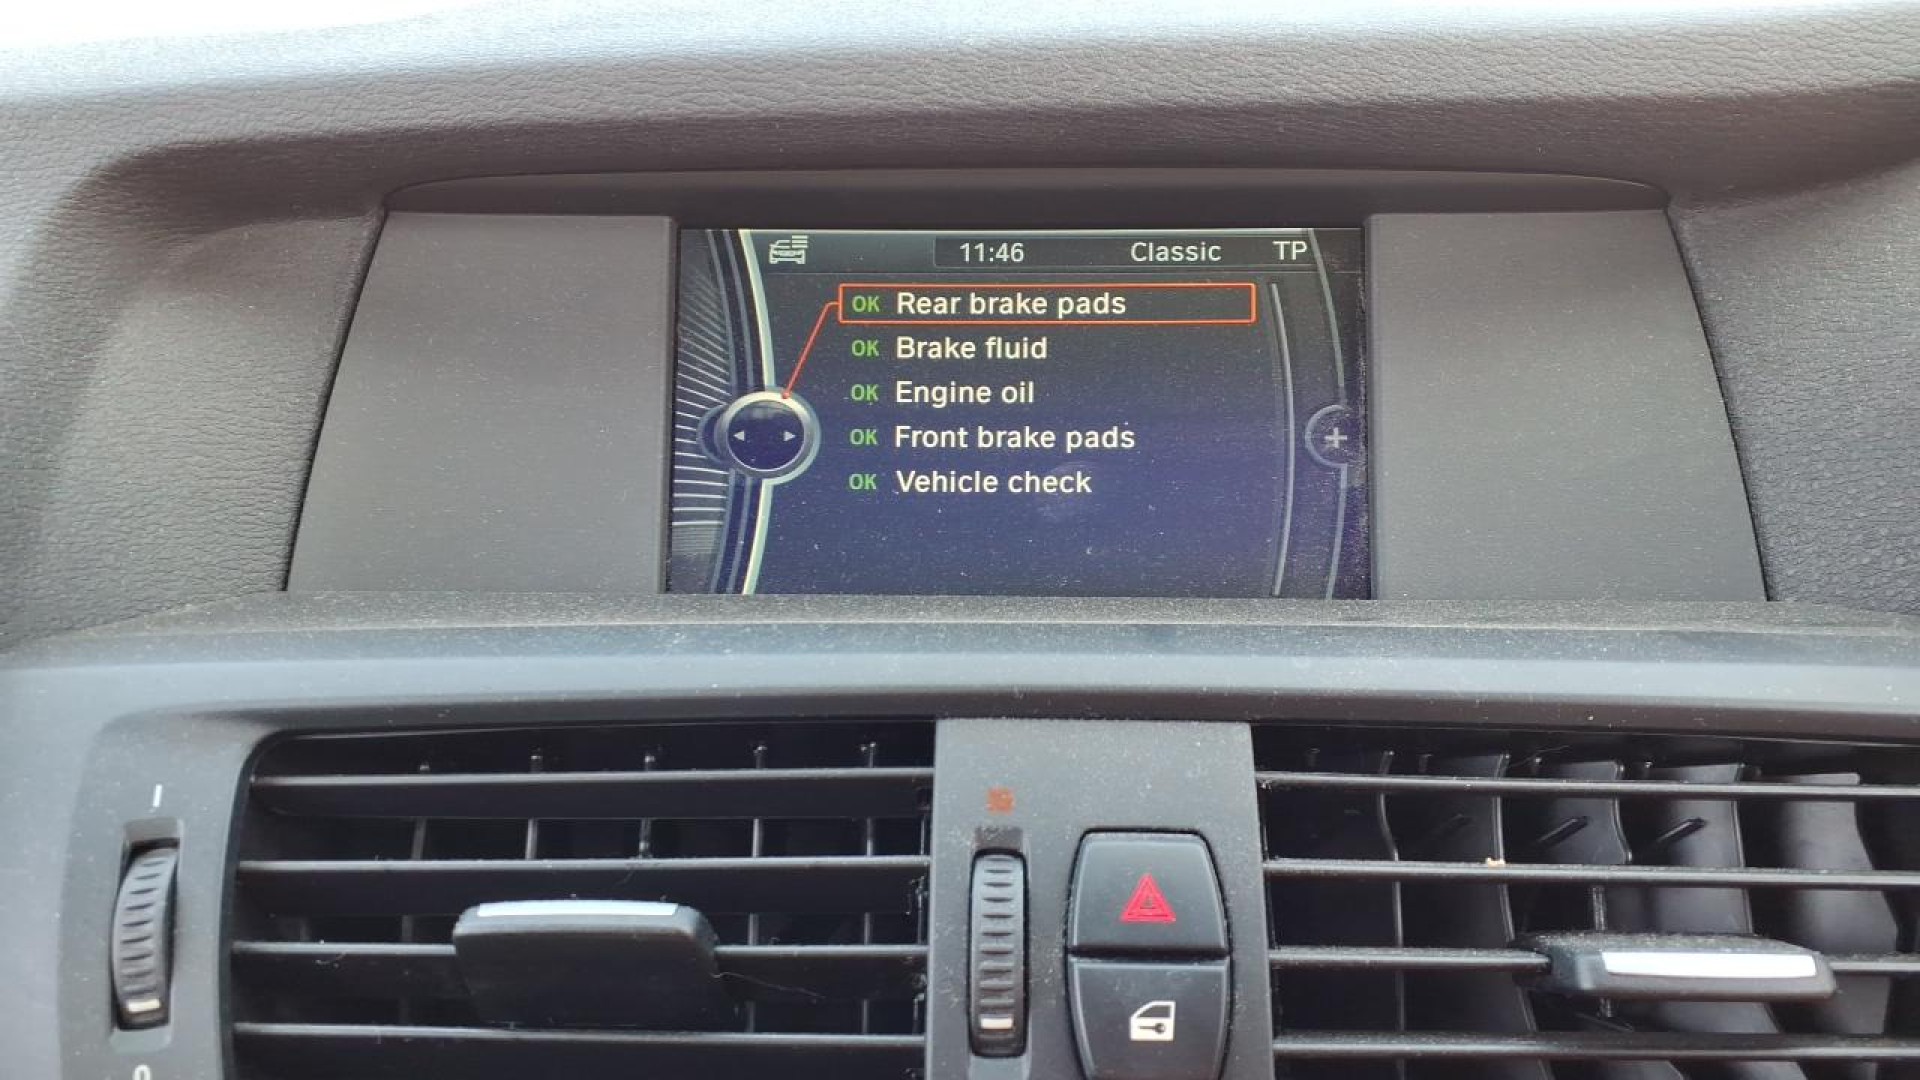 11:46 Classic TP
OK Rear brake pads
OK Brake fluid
OK Engine oil
OK Front brake pads
OK Vehicle check
0